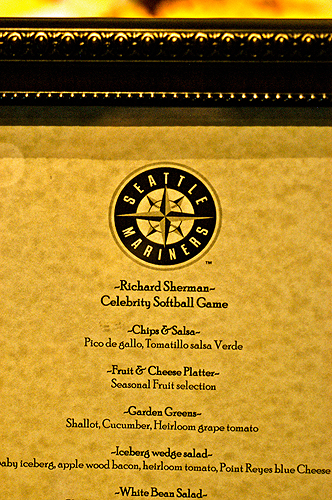 SEATTLE
MARINERS
TM
~Richard Sherman~
Celebrity Softball Game
~Chips & Salsa~
Pico de gallo, Tomatillo salsa Verde
~Fruit & Cheese Platter~
Seasonal Fruit selection
~Garden Greens~
Shallot, Cucumber, Heirloom grape tomato
~Iceberg wedge salad~
aby iceberg, apple wood bacon, heirloom tomato, Point Reyes blue Cheese
~White Bean Salad~